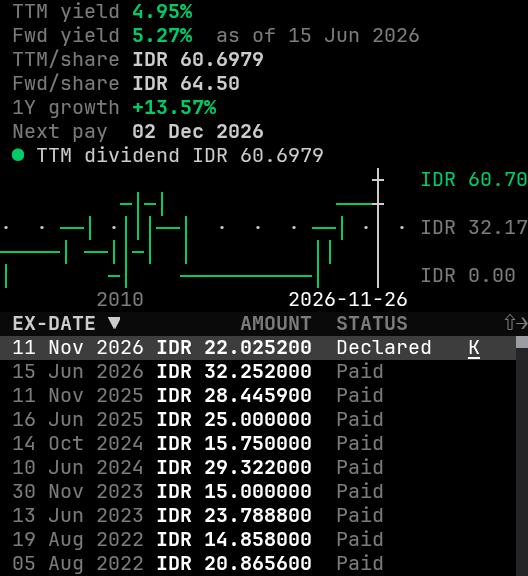 TTM yield 4.95%
Fwd yield 5.27% as of 15 Jun 2026
TTM/share IDR 60.6979
Fwd/share IDR 64.50
1Y growth +13.57%
Next pay 02 Dec 2026
● TTM dividend IDR 60.6979
IDR 60.70
IDR 32.17
IDR 0.00
2010 2026-11-26
EX-DATE ▼ AMOUNT STATUS ⇧→
11 Nov 2026 IDR 22.025200 Declared K
15 Jun 2026 IDR 32.252000 Paid
11 Nov 2025 IDR 28.445900 Paid
16 Jun 2025 IDR 25.000000 Paid
14 Oct 2024 IDR 15.750000 Paid
10 Jun 2024 IDR 29.322000 Paid
30 Nov 2023 IDR 15.000000 Paid
13 Jun 2023 IDR 23.788800 Paid
19 Aug 2022 IDR 14.858000 Paid
05 Aug 2022 IDR 20.865600 Paid